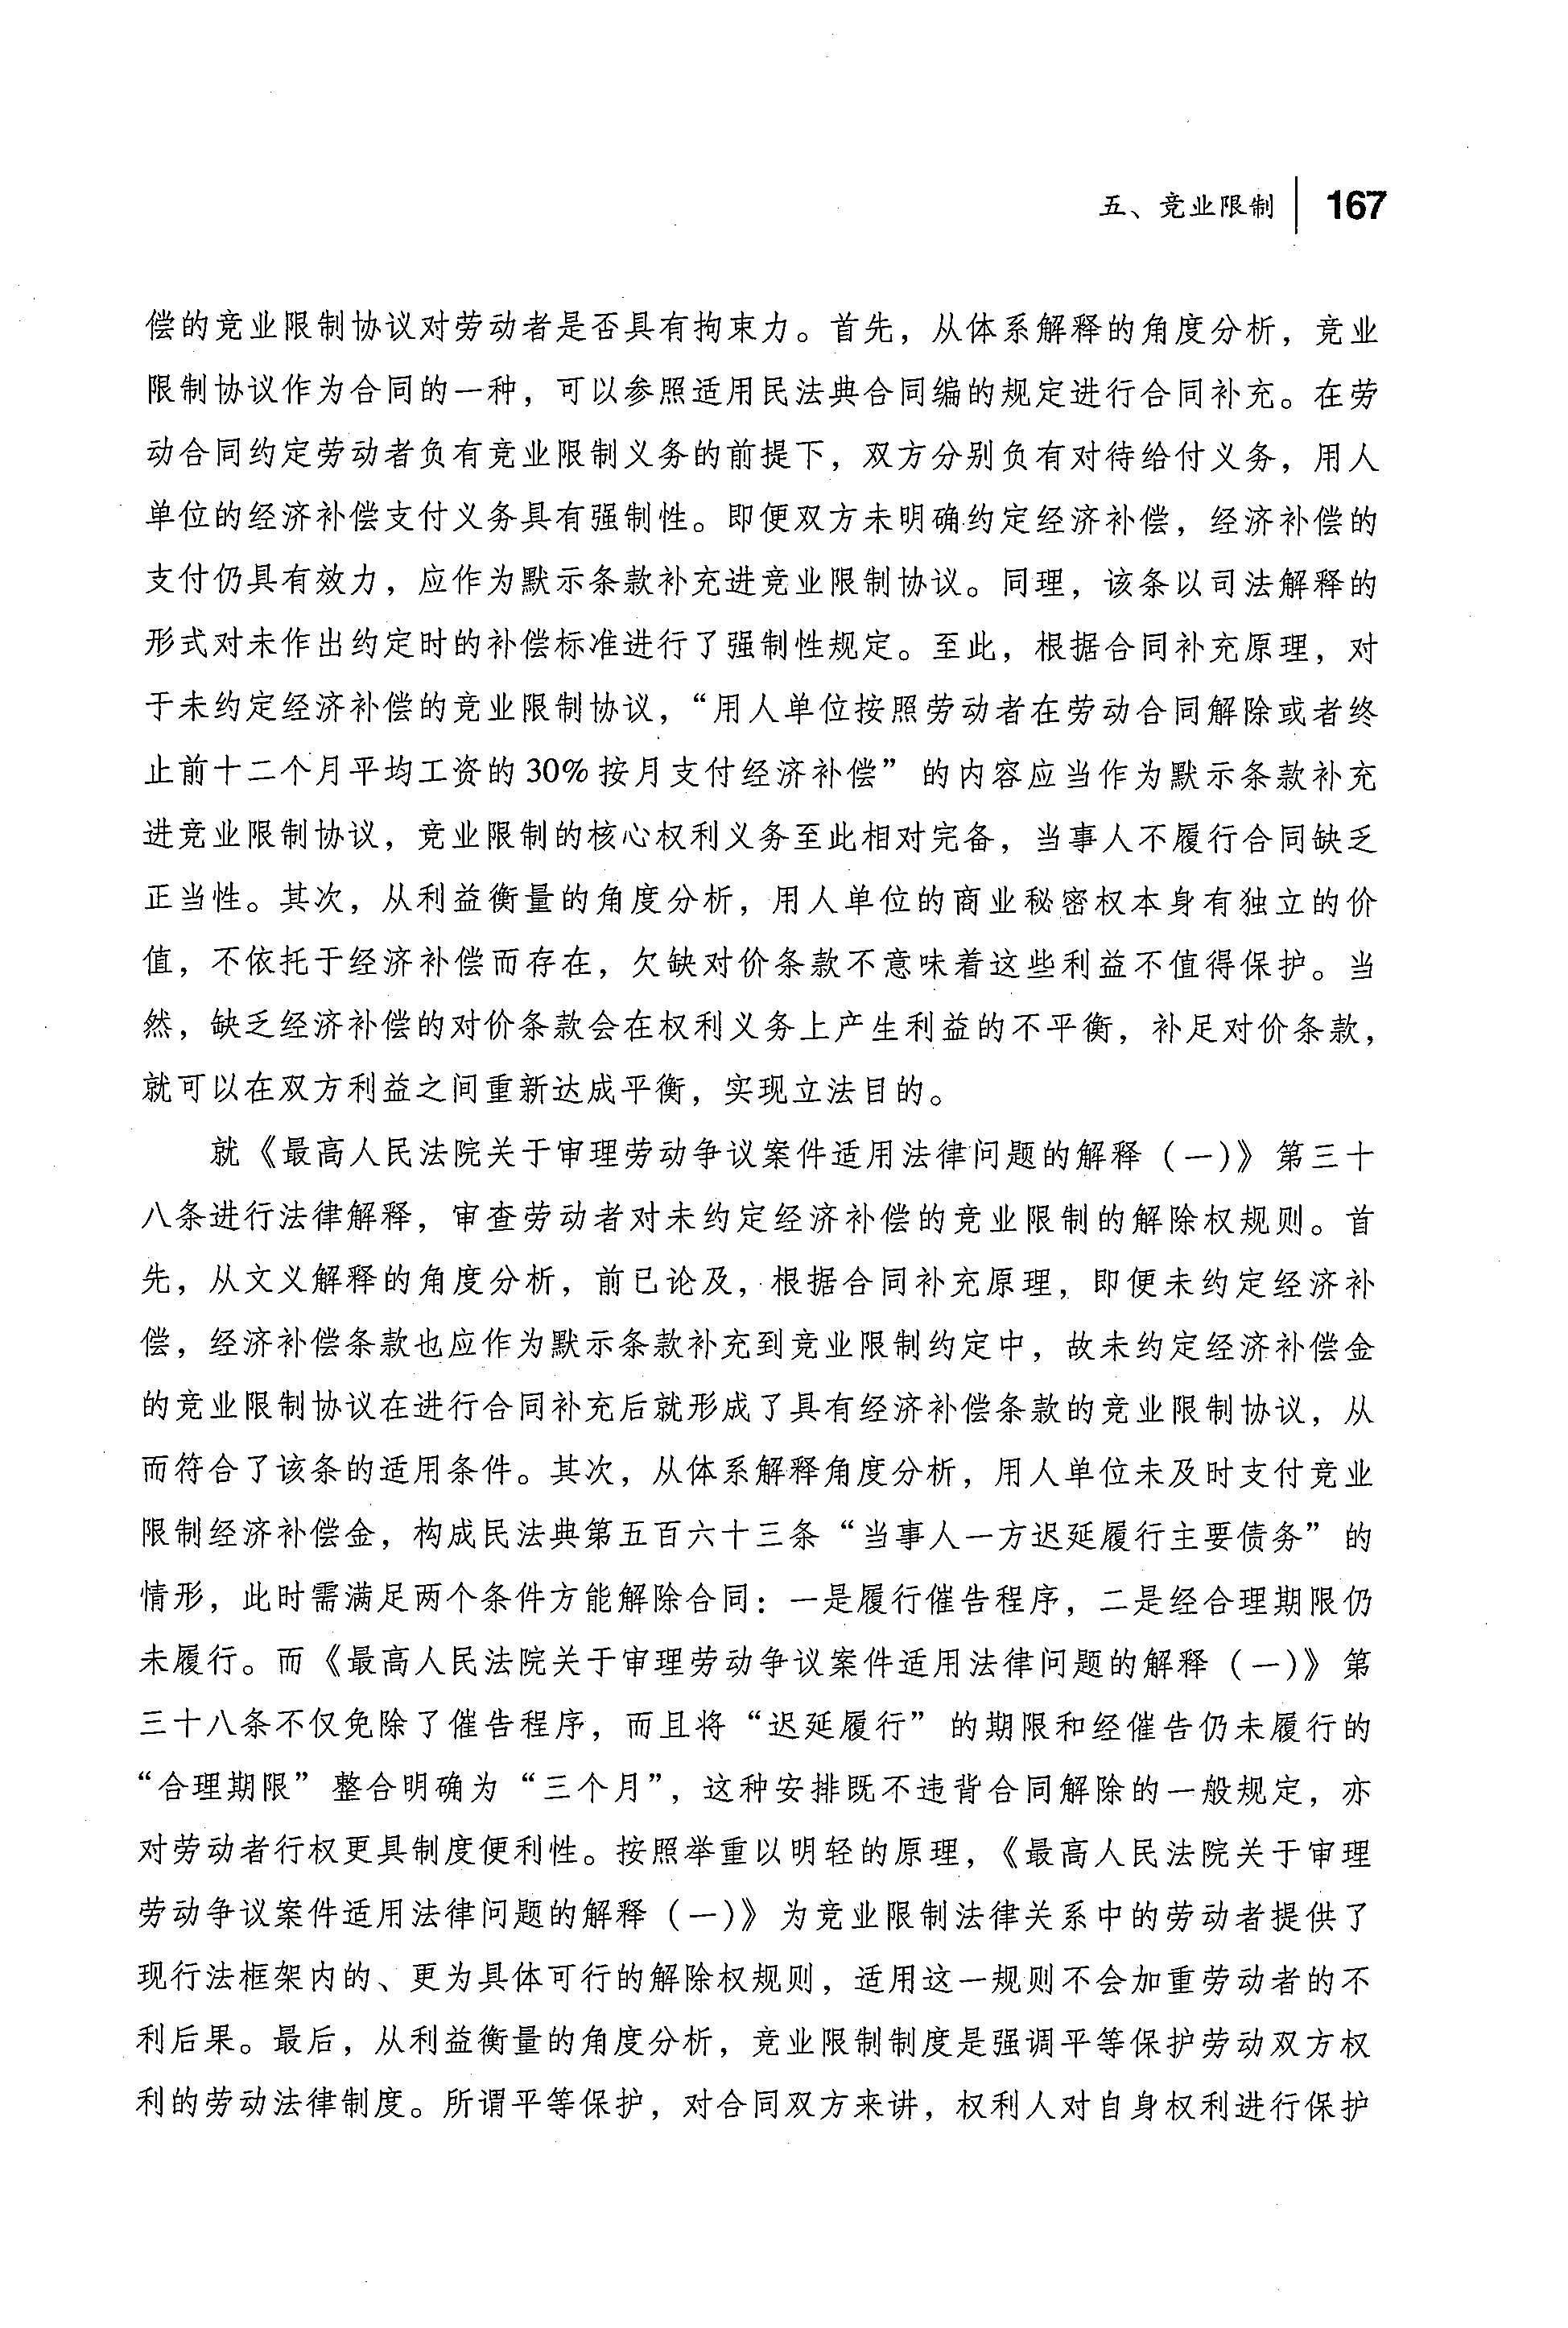 五、竞业限制 167
偿的竞业限制协议对劳动者是否具有拘束力。首先，从体系解释的角度分析，竞业
限制协议作为合同的一种，可以参照适用民法典合同编的规定进行合同补充。在劳
动合同约定劳动者负有竞业限制义务的前提下，双方分别负有对待给付义务，用人
单位的经济补偿支付义务具有强制性。即便双方未明确约定经济补偿，经济补偿的
支付仍具有效力，应作为默示条款补充进竞业限制协议。同理，该条以司法解释的
形式对未作出约定时的补偿标准进行了强制性规定。至此，根据合同补充原理，对
于未约定经济补偿的竞业限制协议，“用人单位按照劳动者在劳动合同解除或者终
止前十二个月平均工资的30%按月支付经济补偿”的内容应当作为默示条款补充
进竞业限制协议，竞业限制的核心权利义务至此相对完备，当事人不履行合同缺乏
正当性。其次，从利益衡量的角度分析，用人单位的商业秘密权本身有独立的价
值，不依托于经济补偿而存在，欠缺对价条款不意味着这些利益不值得保护。当
然，缺乏经济补偿的对价条款会在权利义务上产生利益的不平衡，补足对价条款，
就可以在双方利益之间重新达成平衡，实现立法目的。
就《最高人民法院关于审理劳动争议案件适用法律问题的解释（一）》第三十
八条进行法律解释，审查劳动者对未约定经济补偿的竞业限制的解除权规则。首
先，从文义解释的角度分析，前已论及，根据合同补充原理，即便未约定经济补
偿，经济补偿条款也应作为默示条款补充到竞业限制约定中，故未约定经济补偿金
的竞业限制协议在进行合同补充后就形成了具有经济补偿条款的竞业限制协议，从
而符合了该条的适用条件。其次，从体系解释角度分析，用人单位未及时支付竞业
限制经济补偿金，构成民法典第五百六十三条“当事人一方迟延履行主要债务”的
情形，此时需满足两个条件方能解除合同：一是履行催告程序，二是经合理期限仍
未履行。而《最高人民法院关于审理劳动争议案件适用法律问题的解释（一）》第
三十八条不仅免除了催告程序，而且将“迟延履行”的期限和经催告仍未履行的
“合理期限”整合明确为“三个月”，这种安排既不违背合同解除的一般规定，亦
对劳动者行权更具制度便利性。按照举重以明轻的原理，《最高人民法院关于审理
劳动争议案件适用法律问题的解释（一）》为竞业限制法律关系中的劳动者提供了
现行法框架内的、更为具体可行的解除权规则，适用这一规则不会加重劳动者的不
利后果。最后，从利益衡量的角度分析，竞业限制制度是强调平等保护劳动双方权
利的劳动法律制度。所谓平等保护，对合同双方来讲，权利人对自身权利进行保护